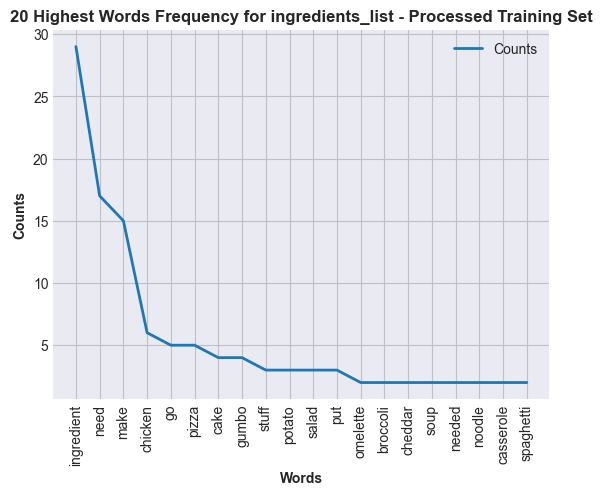 20 Highest Words Frequency for ingredients_list - Processed Training Set
Counts
30
25
20
15
10
5
Counts
ingredient
need
make
chicken
go
pizza
cake
gumbo
stuff
potato
salad
put
omelette
broccoli
cheddar
soup
needed
noodle
casserole
spaghetti
Words